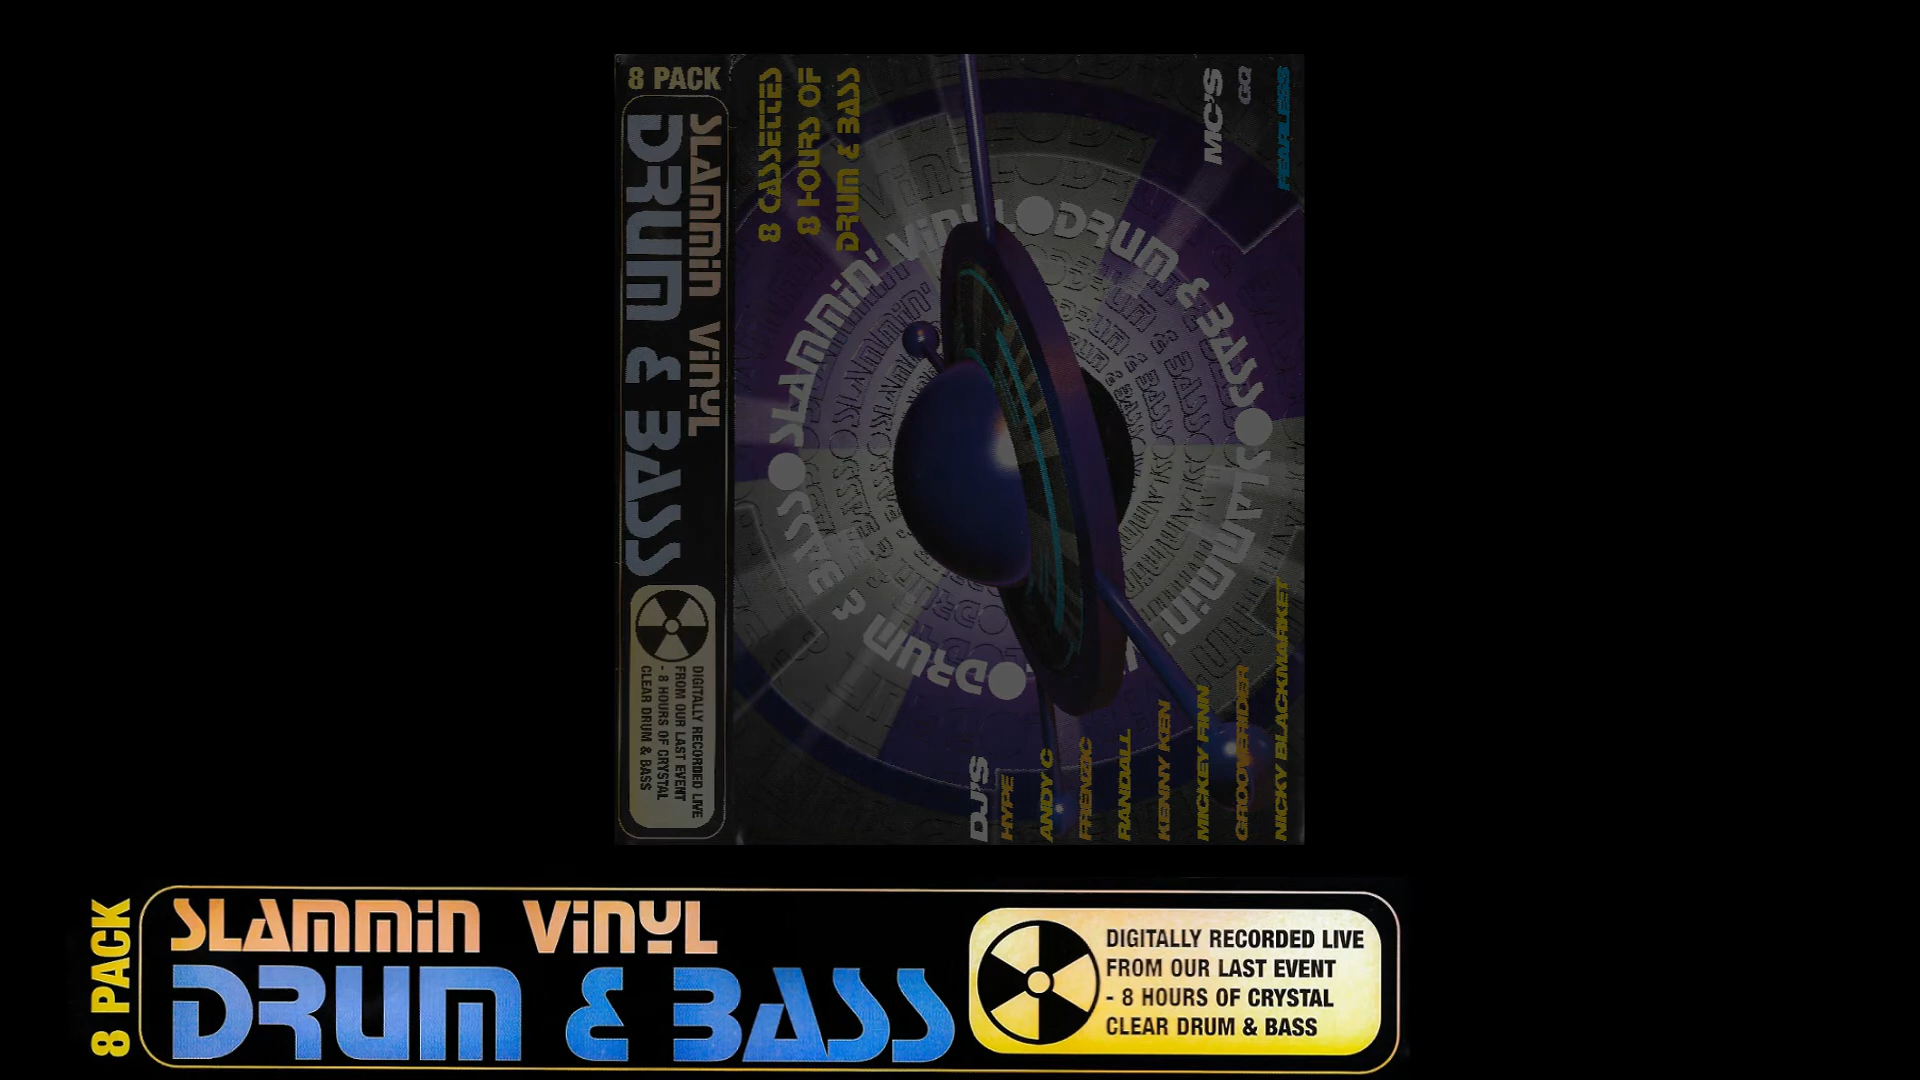 8 PACK
SLAMMiN ViNYL
DRUM & BASS
DIGITALLY RECORDED LIVE
FROM OUR LAST EVENT
- 8 HOURS OF CRYSTAL
CLEAR DRUM & BASS
8 CASSETTES
8 HOURS OF
DRUM & BASS
MC'S
GQ
FEARLESS
SLAMMiN' ViNYL DRUM & BASS SLAMMiN'
DRUM & BASS
DJ'S
HYPE
ANDY C
RANDALL
KENNY KEN
MICKEY FINN
GROOVERIDER
NICKY BLACKMARKET
8 PACK
SLAMMiN ViNYL
DRUM & BASS
DIGITALLY RECORDED LIVE
FROM OUR LAST EVENT
- 8 HOURS OF CRYSTAL
CLEAR DRUM & BASS